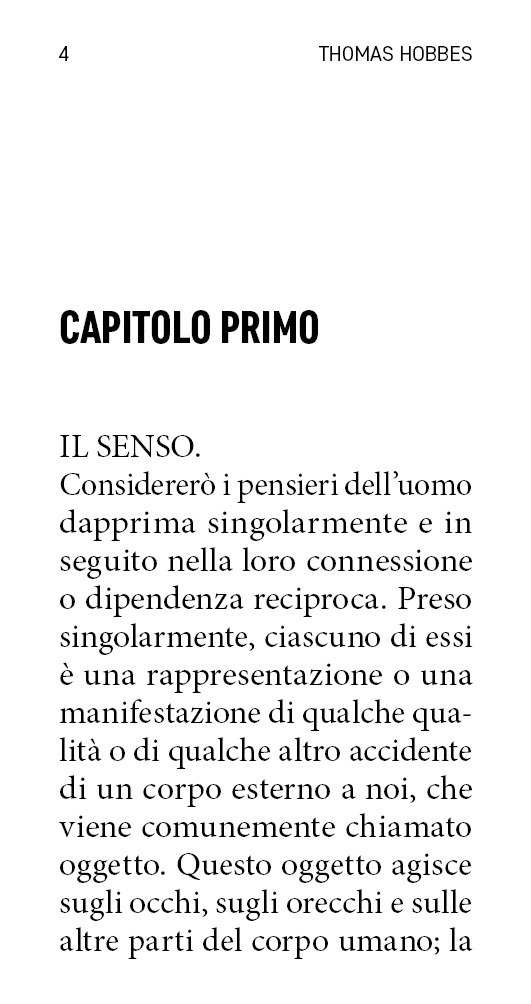 4 THOMAS HOBBES
CAPITOLO PRIMO
IL SENSO.
Considererò i pensieri dell’uomo
dapprima singolarmente e in
seguito nella loro connessione
o dipendenza reciproca. Preso
singolarmente, ciascuno di essi
è una rappresentazione o una
manifestazione di qualche qua-
lità o di qualche altro accidente
di un corpo esterno a noi, che
viene comunemente chiamato
oggetto. Questo oggetto agisce
sugli occhi, sugli orecchi e sulle
altre parti del corpo umano; la